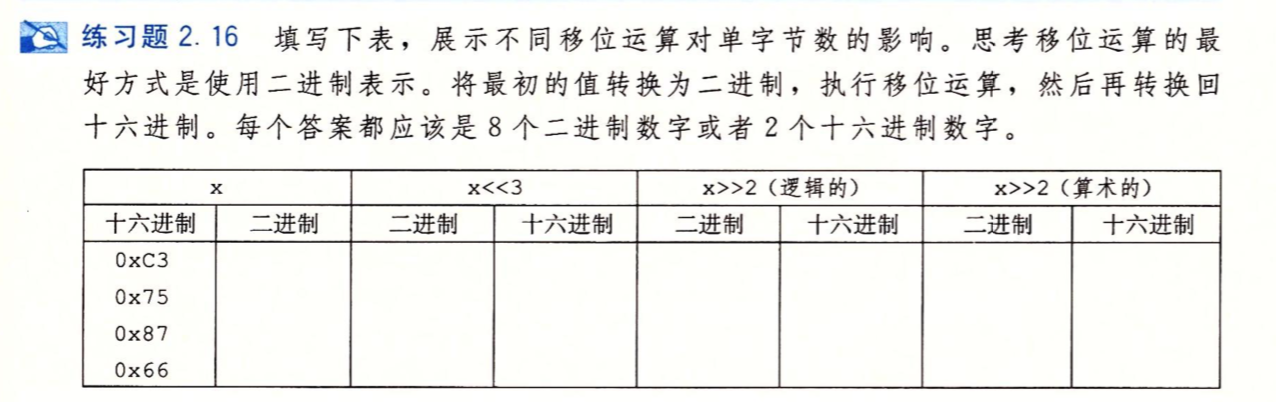 练习题 2.16 填写下表，展示不同移位运算对单字节数的影响。思考移位运算的最
好方式是使用二进制表示。将最初的值转换为二进制，执行移位运算，然后再转换回
十六进制。每个答案都应该是 8 个二进制数字或者 2 个十六进制数字。
x x<<3 x>>2（逻辑的） x>>2（算术的）
十六进制 二进制 二进制 十六进制 二进制 十六进制 二进制 十六进制
0xC3
0x75
0x87
0x66